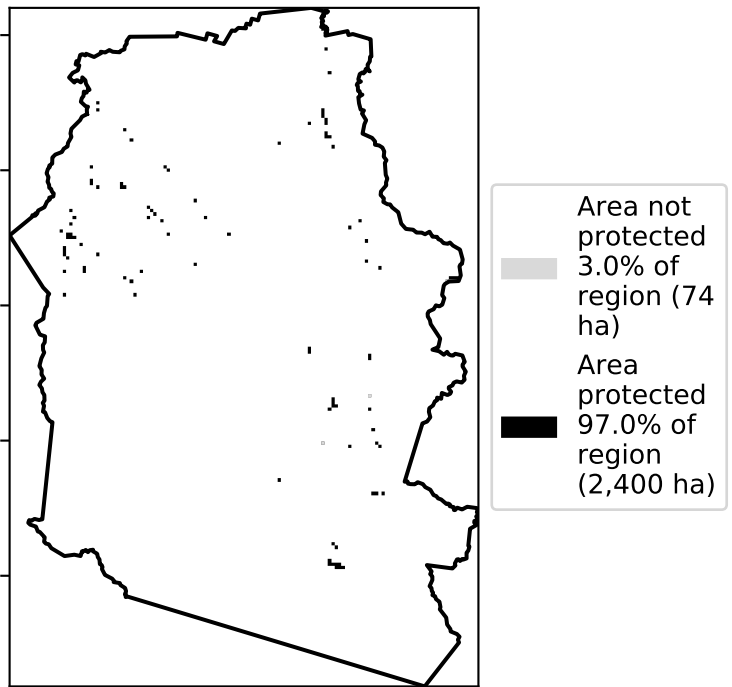 Area not
protected
3.0% of
region (74
ha)
Area
protected
97.0% of
region
(2,400 ha)